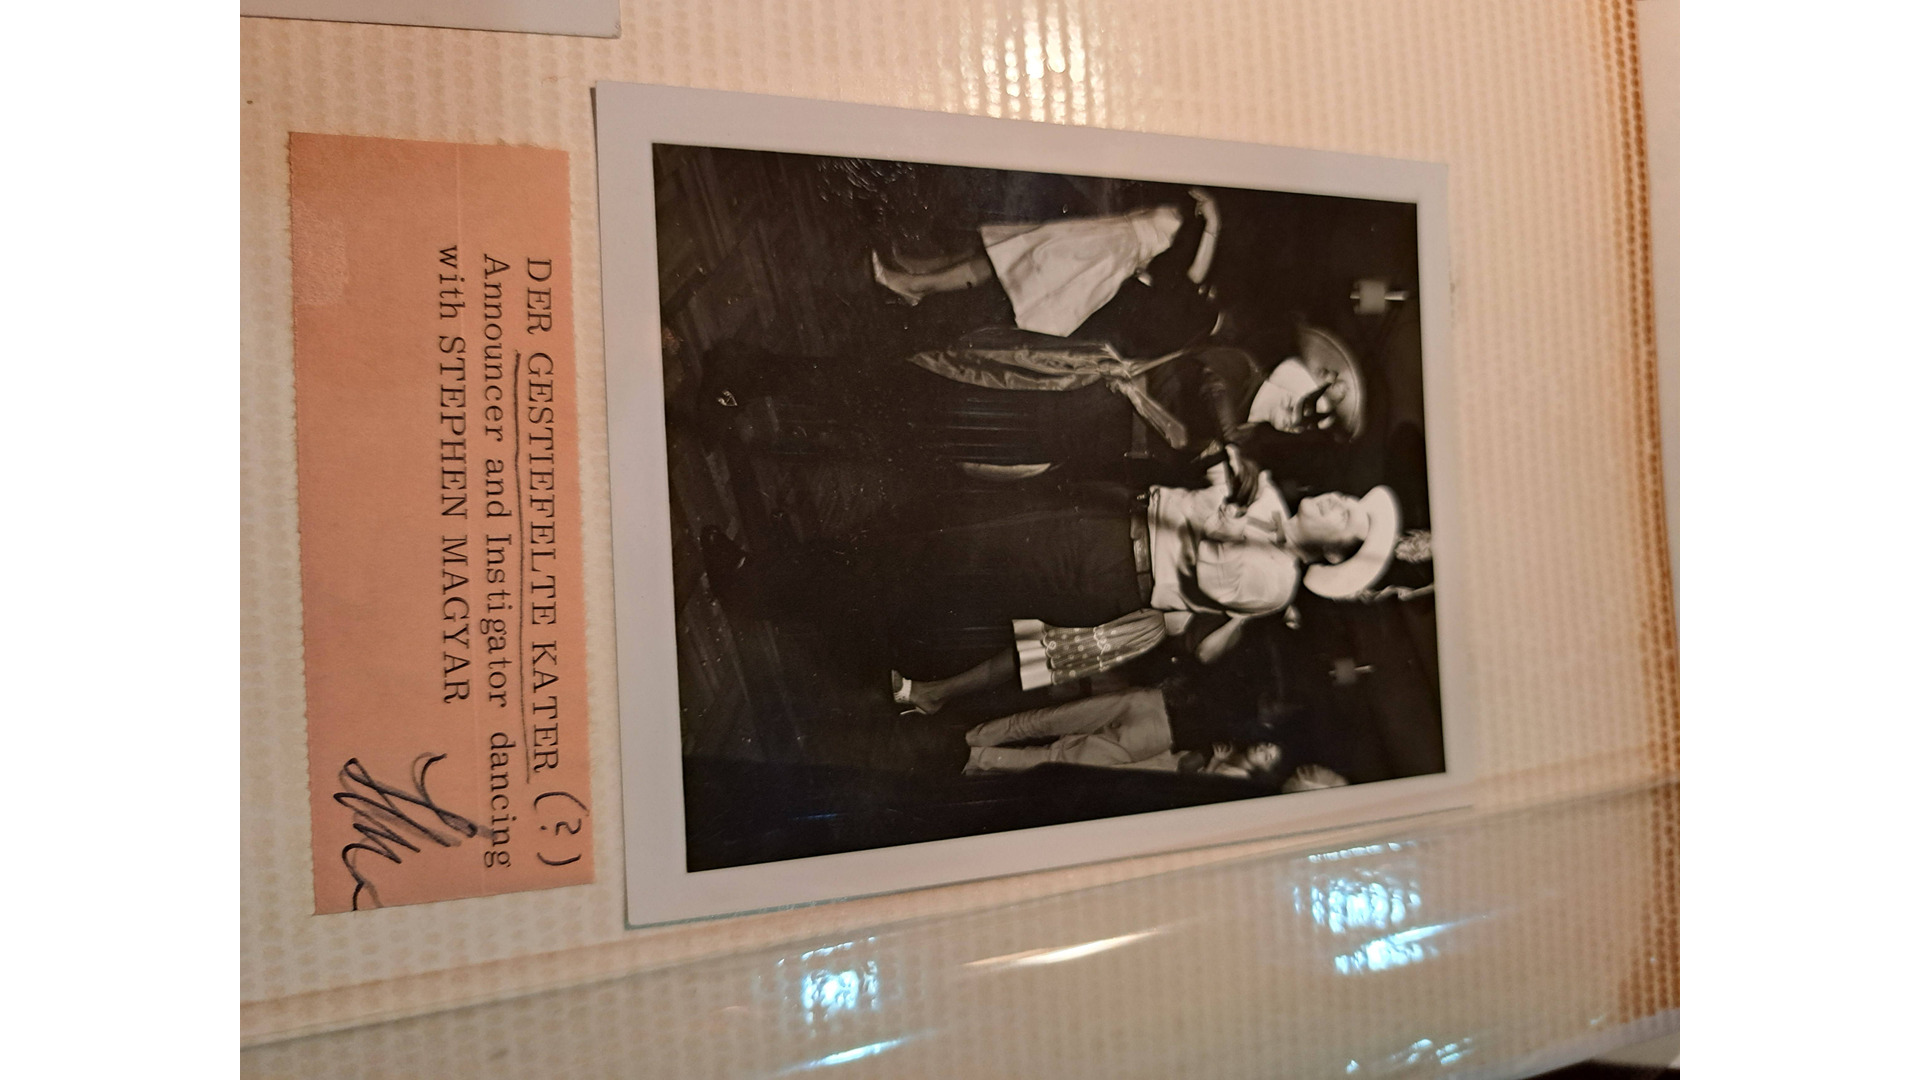 DER GESTIEFELTE KATER (?)
Announcer and Instigator dancing
with STEPHEN MAGYAR